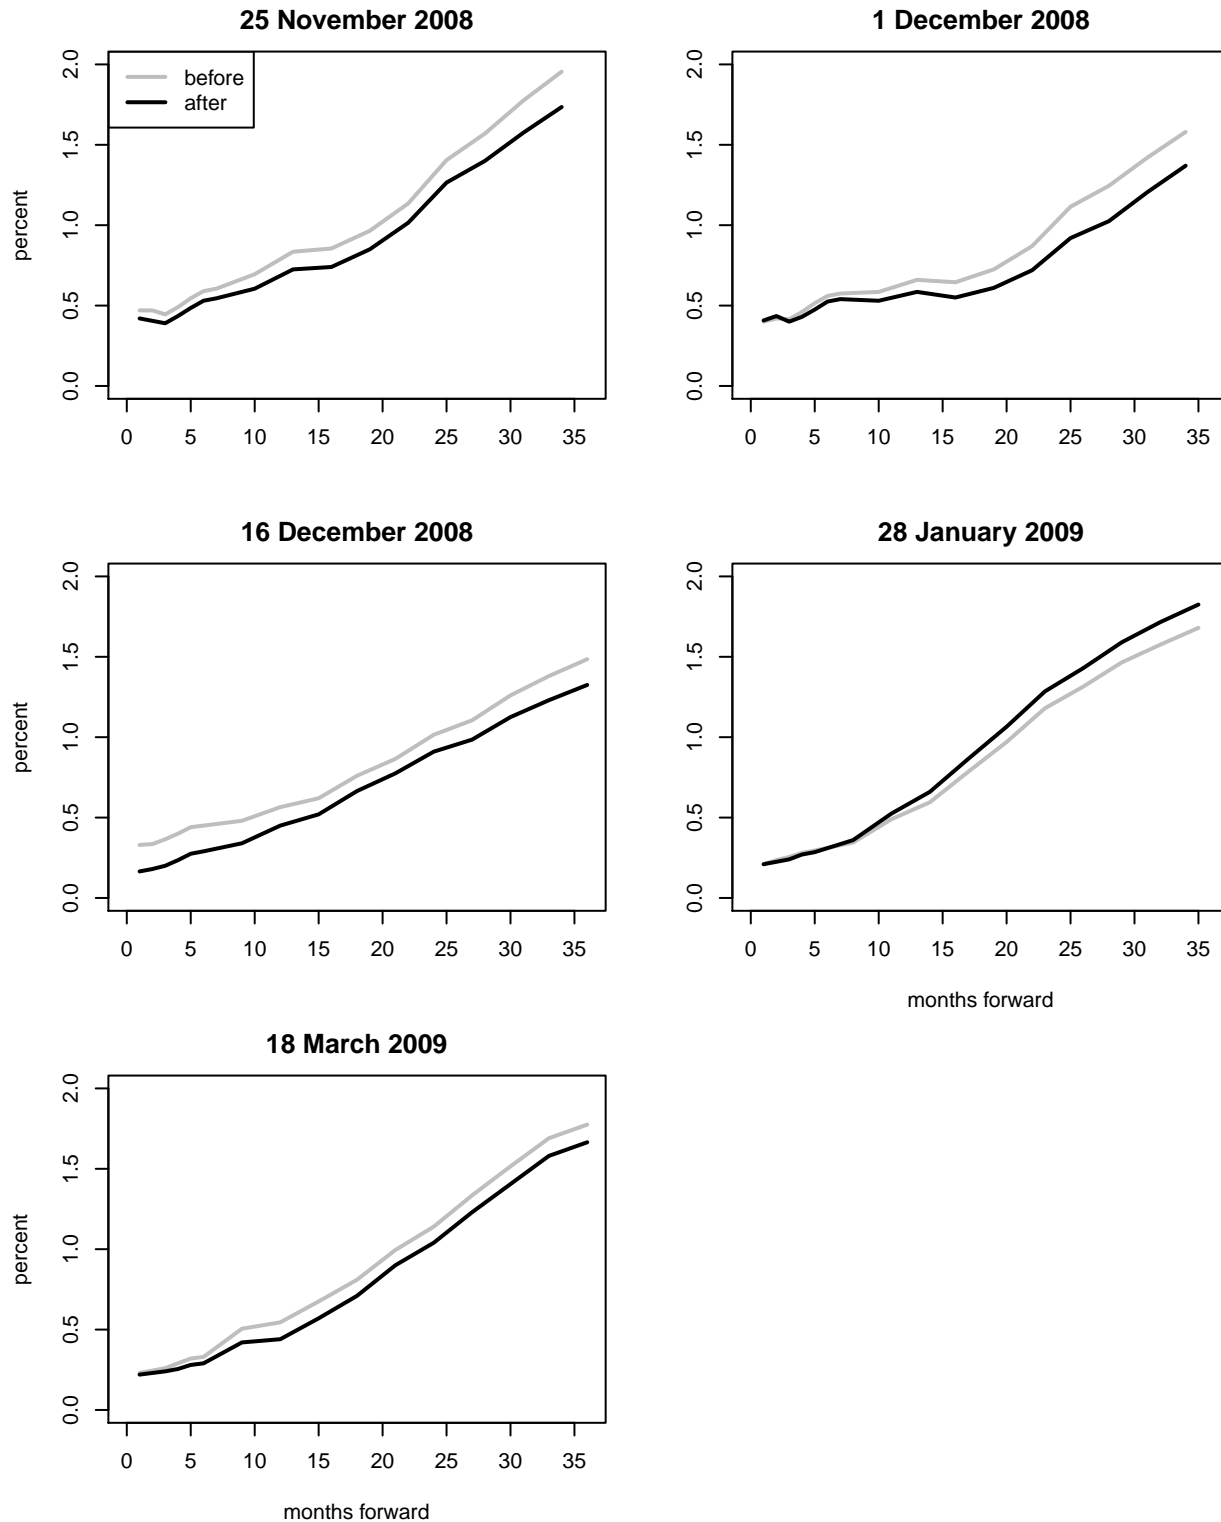 25 November 2008
percent
2.0
1.5
1.0
0.5
0.0
before
after
0 5 10 15 20 25 30 35
1 December 2008
2.0
1.5
1.0
0.5
0.0
0 5 10 15 20 25 30 35
16 December 2008
percent
2.0
1.5
1.0
0.5
0.0
0 5 10 15 20 25 30 35
28 January 2009
2.0
1.5
1.0
0.5
0.0
0 5 10 15 20 25 30 35
months forward
18 March 2009
percent
2.0
1.5
1.0
0.5
0.0
0 5 10 15 20 25 30 35
months forward